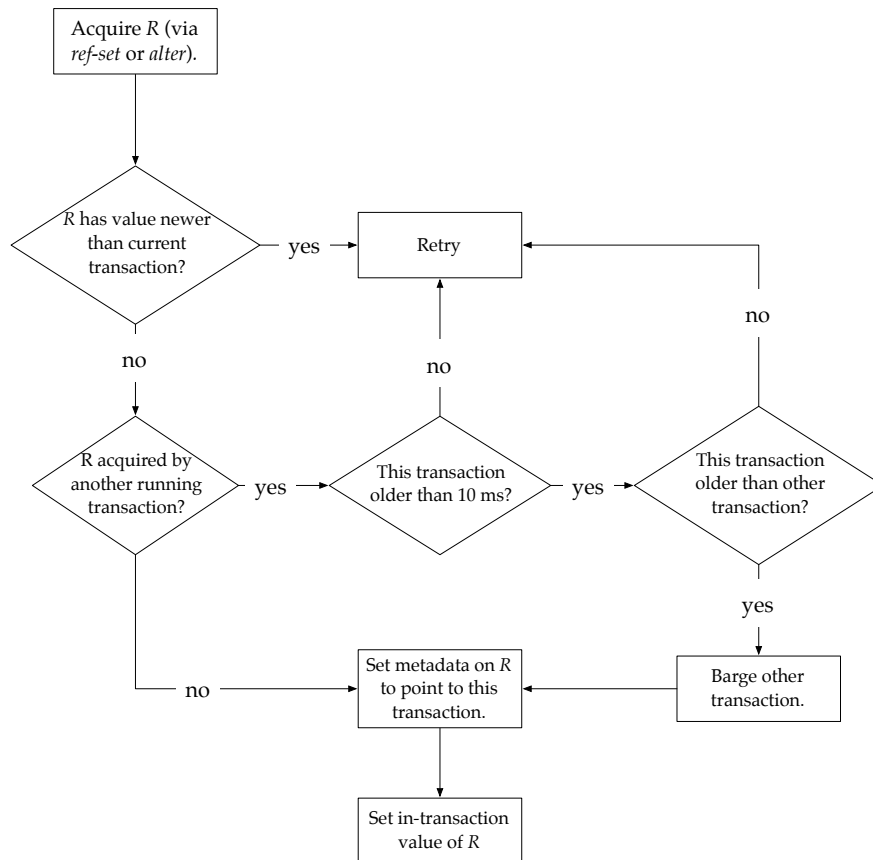 Acquire R (via
ref-set or alter).
R has value newer
than current
transaction?
yes
Retry
no
no
no
R acquired by
another running
transaction?
yes
This transaction
older than 10 ms?
yes
This transaction
older than other
transaction?
yes
no
Set metadata on R
to point to this
transaction.
Barge other
transaction.
Set in-transaction
value of R